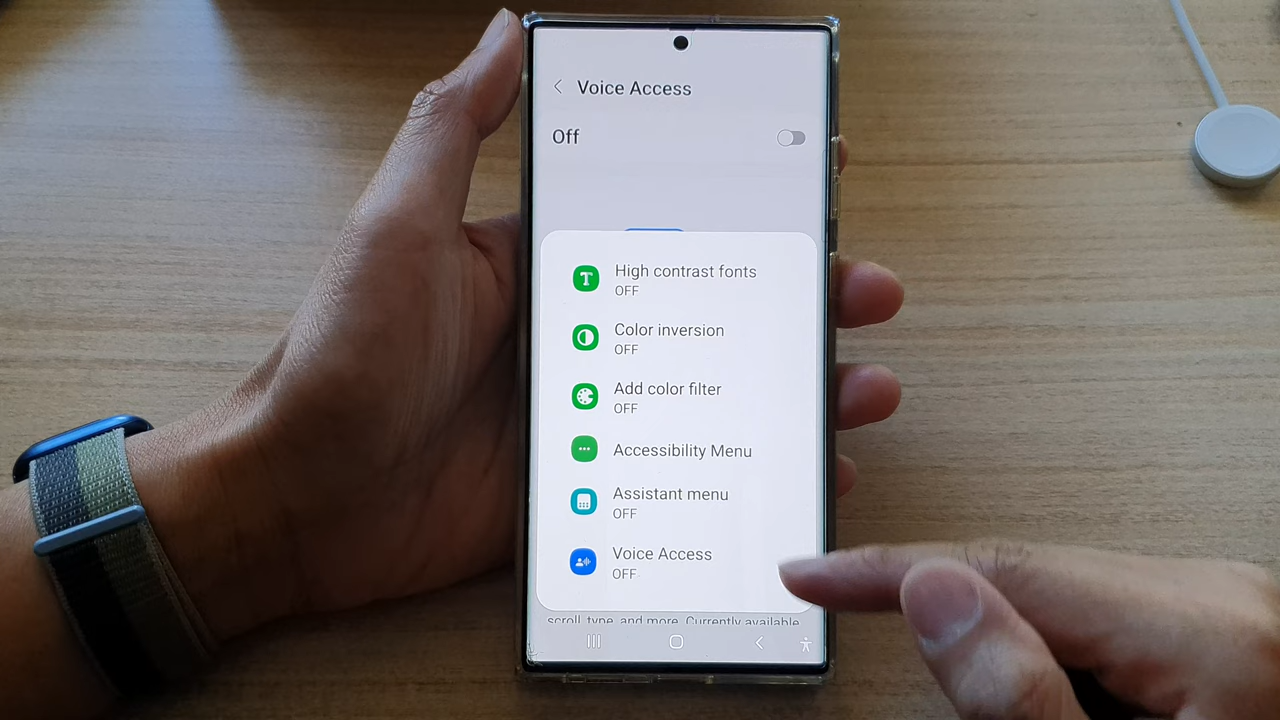 Voice Access
Off
High contrast fonts
OFF
Color inversion
OFF
Add color filter
OFF
Accessibility Menu
Assistant menu
OFF
Voice Access
OFF
scroll, type, and more. Currently available